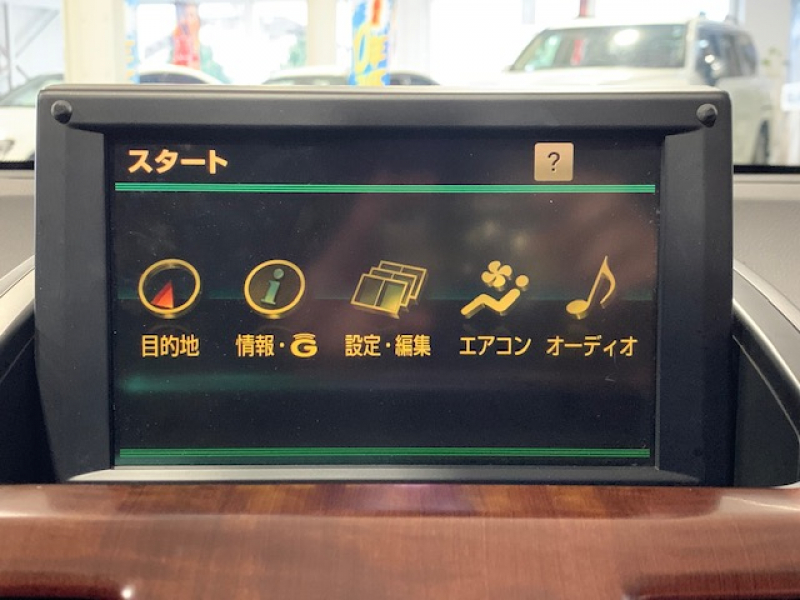 スタート ?
目的地 情報・G 設定・編集 エアコン オーディオ